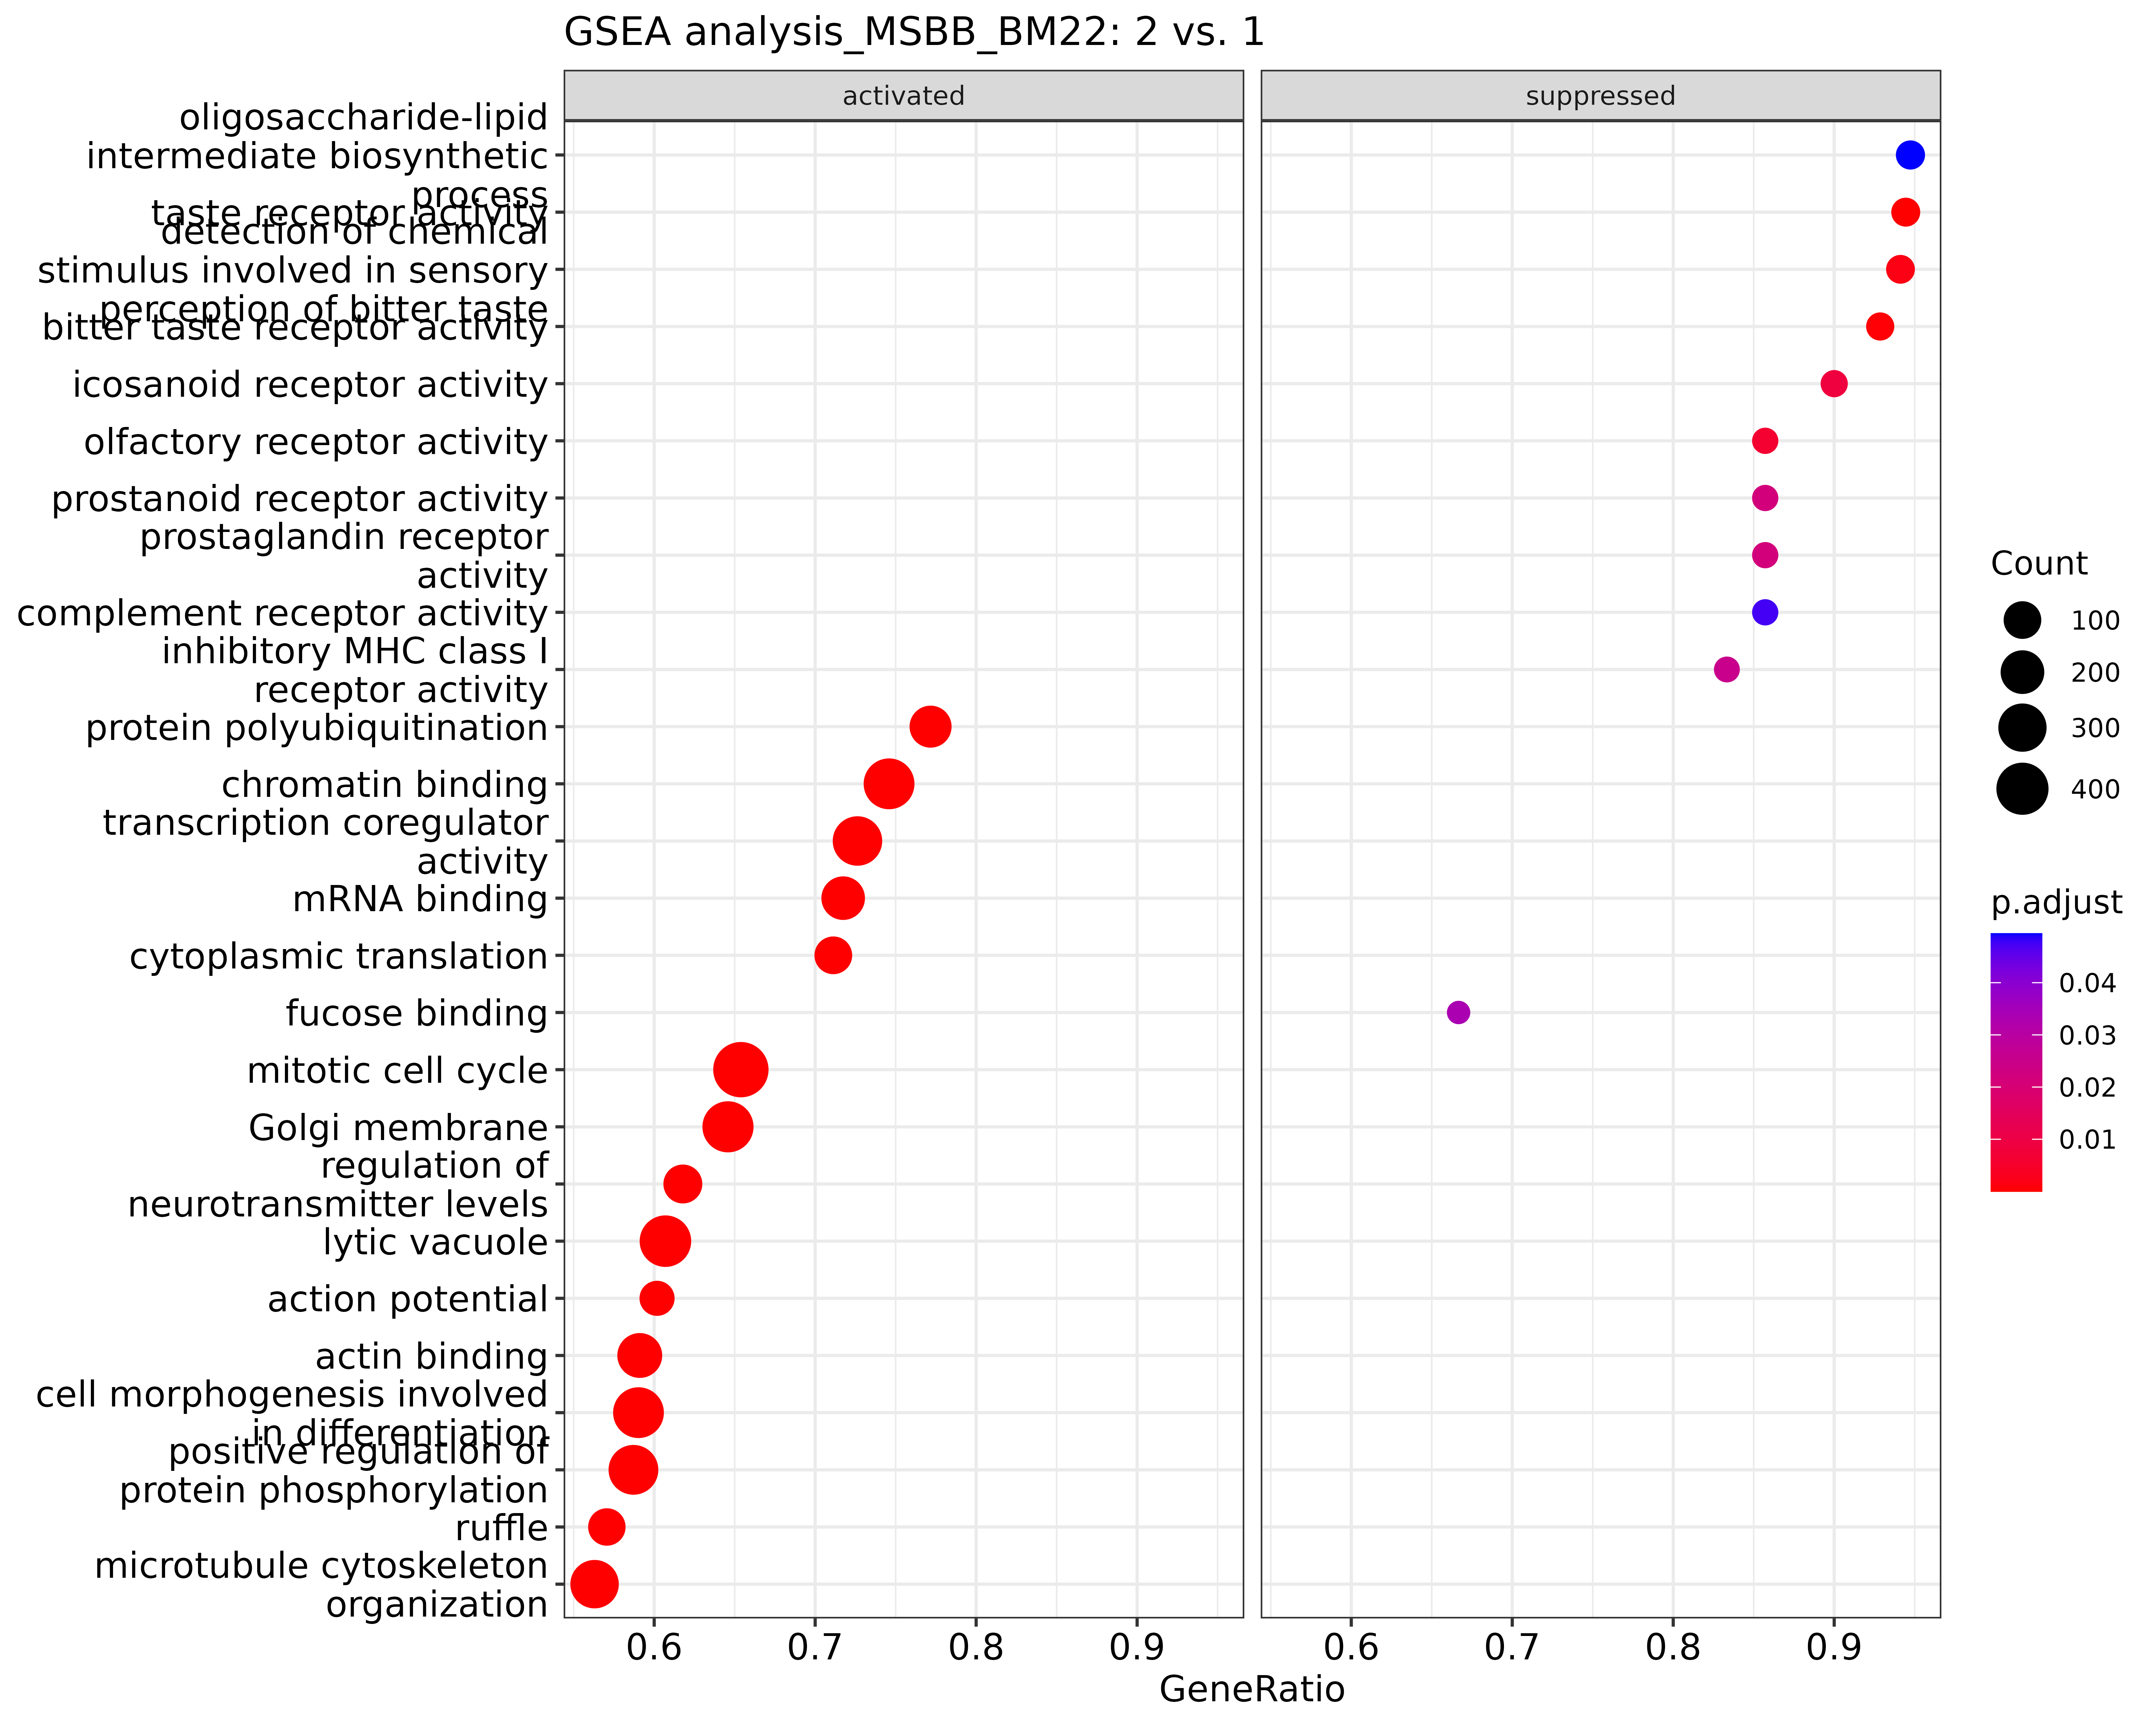 GSEA analysis_MSBB_BM22: 2 vs. 1
activated
suppressed
oligosaccharide-lipid
intermediate biosynthetic
process
taste receptor activity
detection of chemical
stimulus involved in sensory
perception of bitter taste
bitter taste receptor activity
icosanoid receptor activity
olfactory receptor activity
prostanoid receptor activity
prostaglandin receptor
activity
complement receptor activity
inhibitory MHC class I
receptor activity
protein polyubiquitination
chromatin binding
transcription coregulator
activity
mRNA binding
cytoplasmic translation
fucose binding
mitotic cell cycle
Golgi membrane
regulation of
neurotransmitter levels
lytic vacuole
action potential
actin binding
cell morphogenesis involved
in differentiation
positive regulation of
protein phosphorylation
ruffle
microtubule cytoskeleton
organization
0.6 0.7 0.8 0.9
0.6 0.7 0.8 0.9
GeneRatio
Count
100
200
300
400
p.adjust
0.04
0.03
0.02
0.01